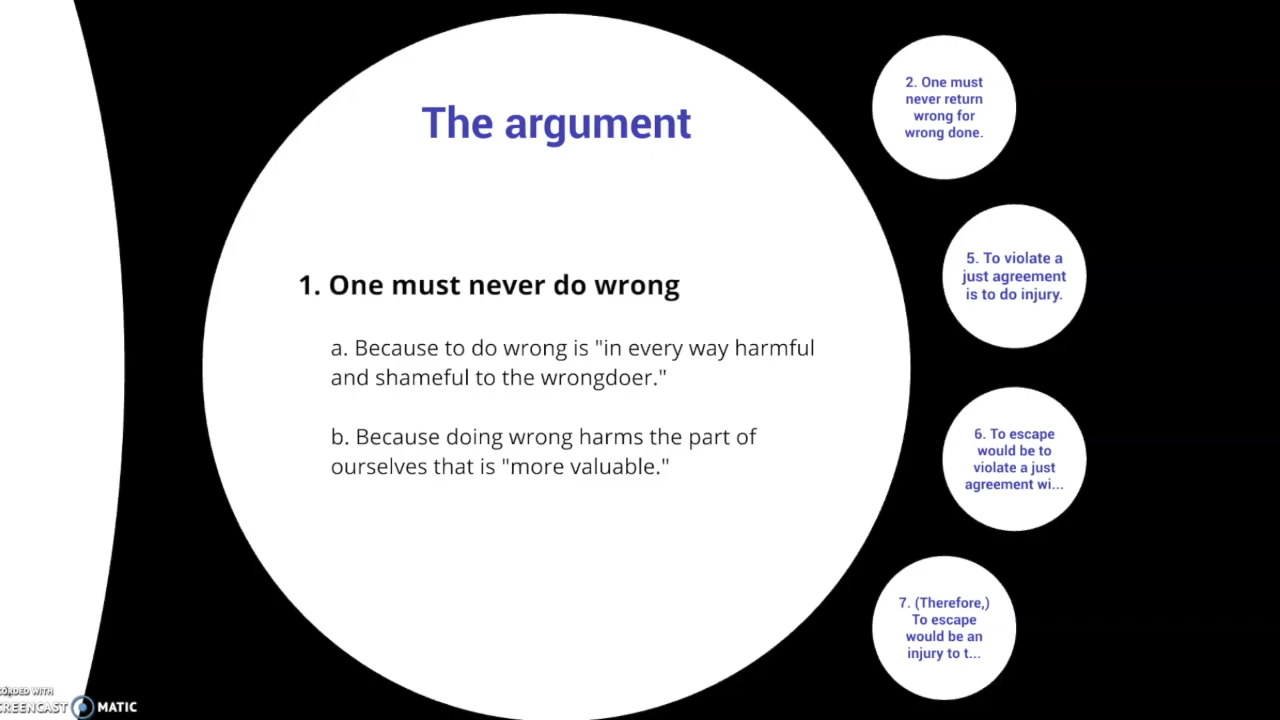 The argument
1. One must never do wrong
a. Because to do wrong is "in every way harmful
and shameful to the wrongdoer."
b. Because doing wrong harms the part of
ourselves that is "more valuable."
2. One must
never return
wrong for
wrong done.
5. To violate a
just agreement
is to do injury.
6. To escape
would be to
violate a just
agreement wi...
7. (Therefore,)
To escape
would be an
injury to t...
WITH
MATIC